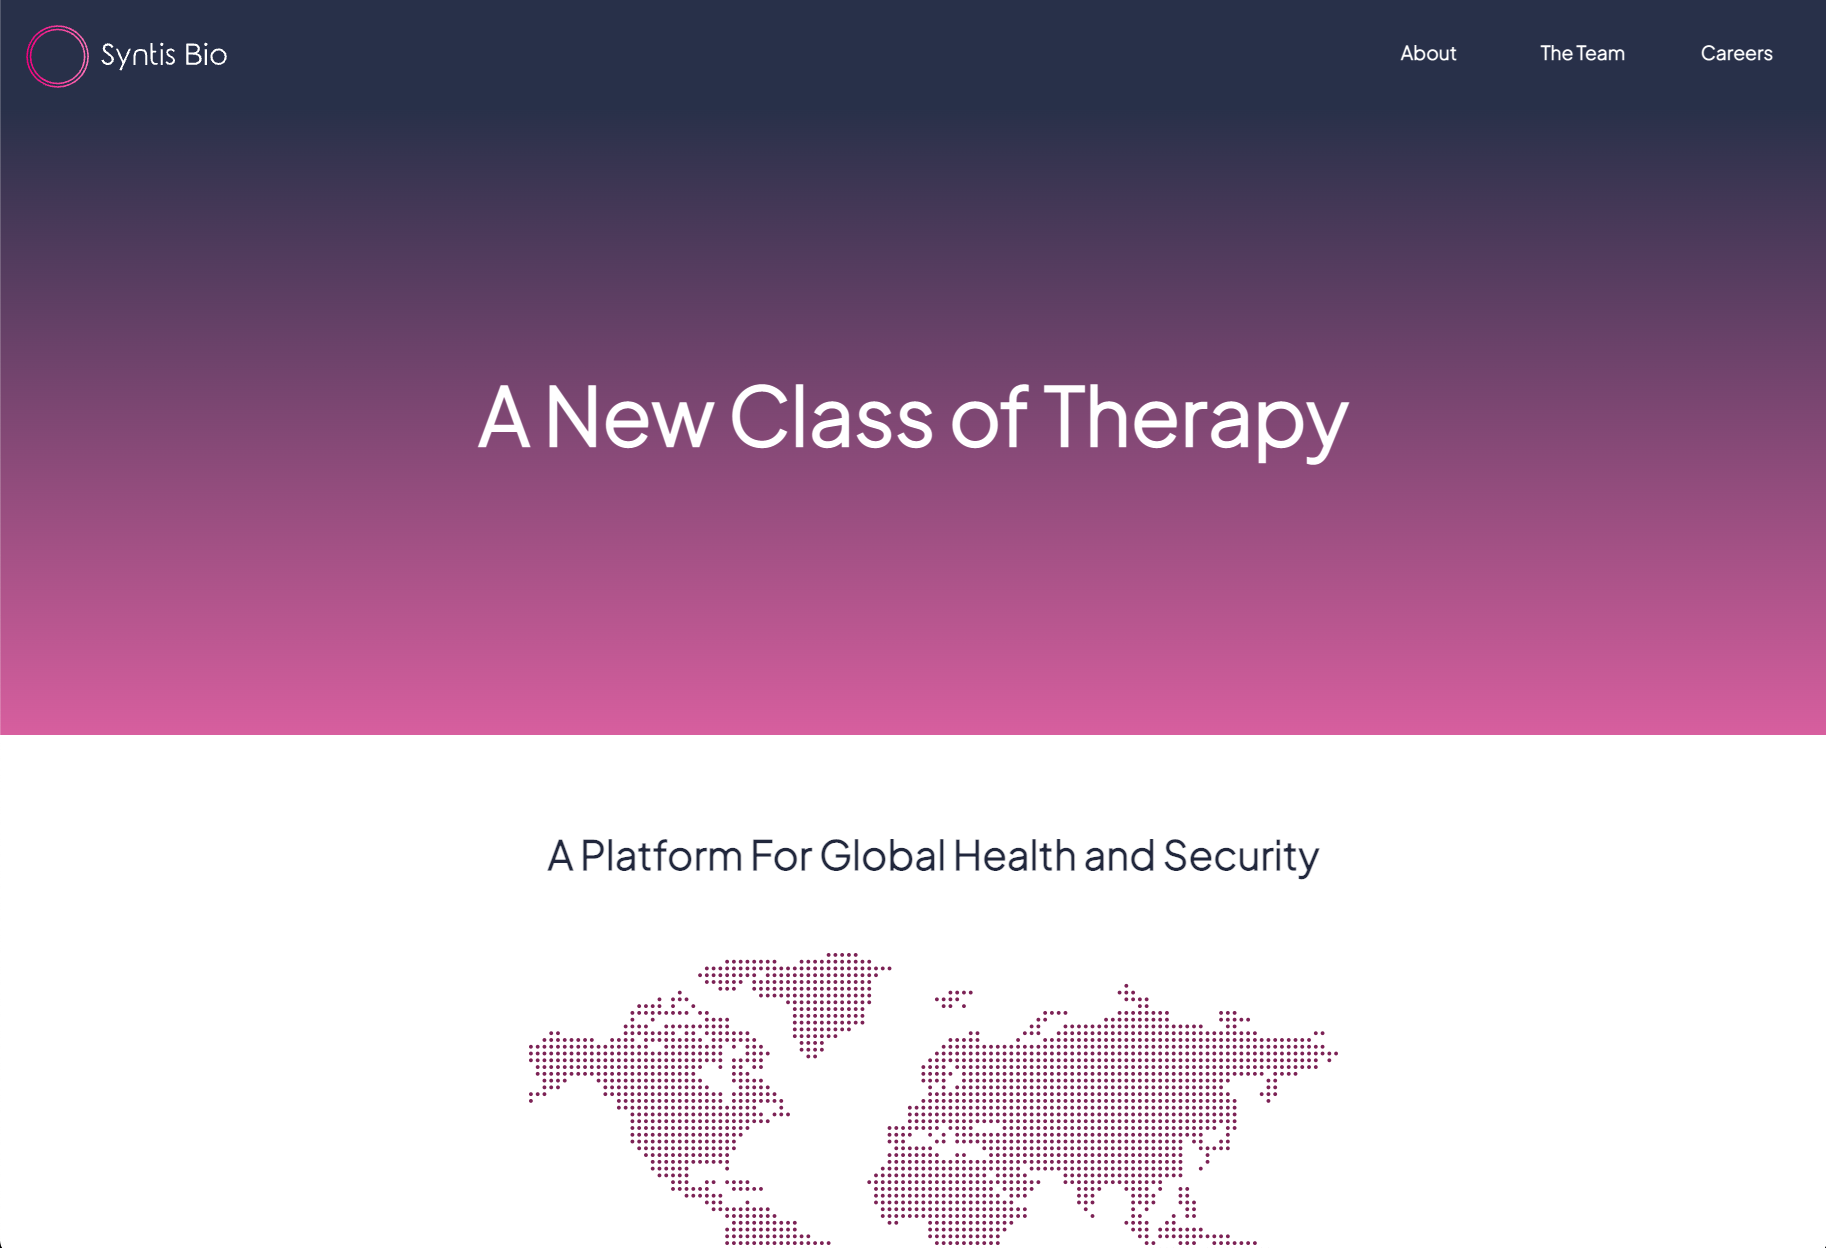 Syntis Bio
About
The Team
Careers
A New Class of Therapy
A Platform For Global Health and Security